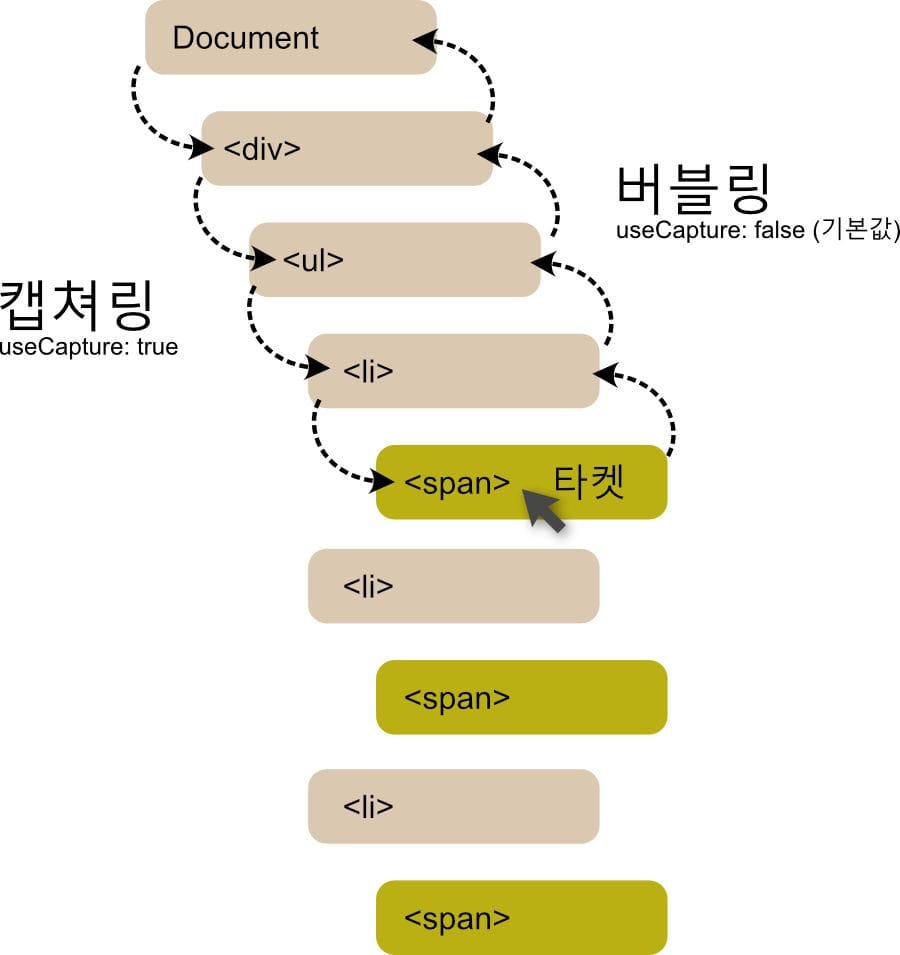 Document
<div>
버블링
useCapture: false (기본값)
<ul>
캡쳐링
useCapture: true
<li>
<span> 타켓
<li>
<span>
<li>
<span>